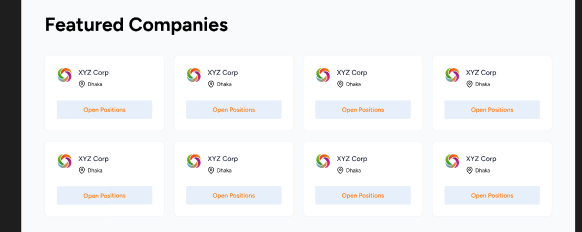 Featured Companies
XYZ Corp
Dhaka
Open Positions
XYZ Corp
Dhaka
Open Positions
XYZ Corp
Dhaka
Open Positions
XYZ Corp
Dhaka
Open Positions
XYZ Corp
Dhaka
Open Positions
XYZ Corp
Dhaka
Open Positions
XYZ Corp
Dhaka
Open Positions
XYZ Corp
Dhaka
Open Positions